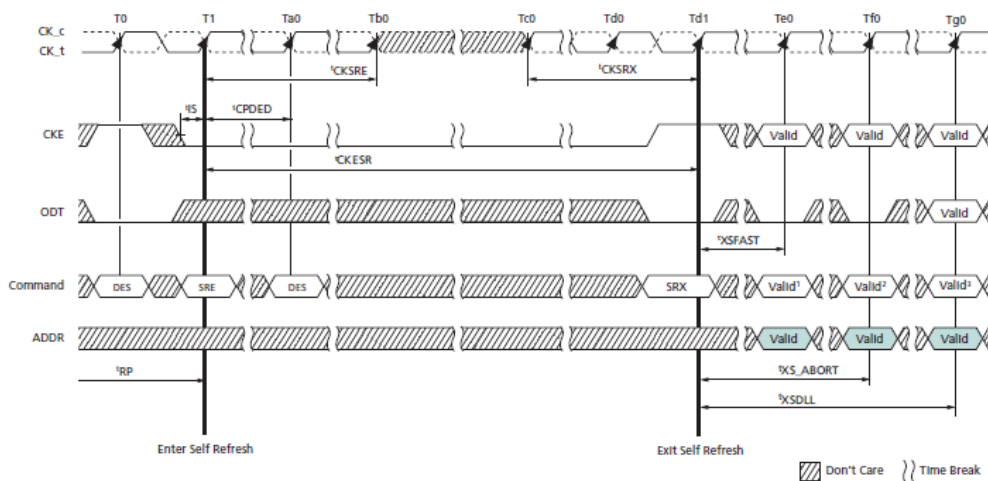 T0 T1 Ta0 Tb0 Tc0 Td0 Td1 Te0 Tf0 Tg0
CK_c
CK_t
tCKSRE tCKSRX
tIS tCPDED
CKE Valid Valid Valid
tCKESR
ODT Valid
tXSFAST
Command DES SRE DES SRX Valid1 Valid2 Valid3
ADDR Valid Valid Valid
tRP tXS_ABORT
tXSDLL
Enter Self Refresh Exit Self Refresh
Don't Care Time Break